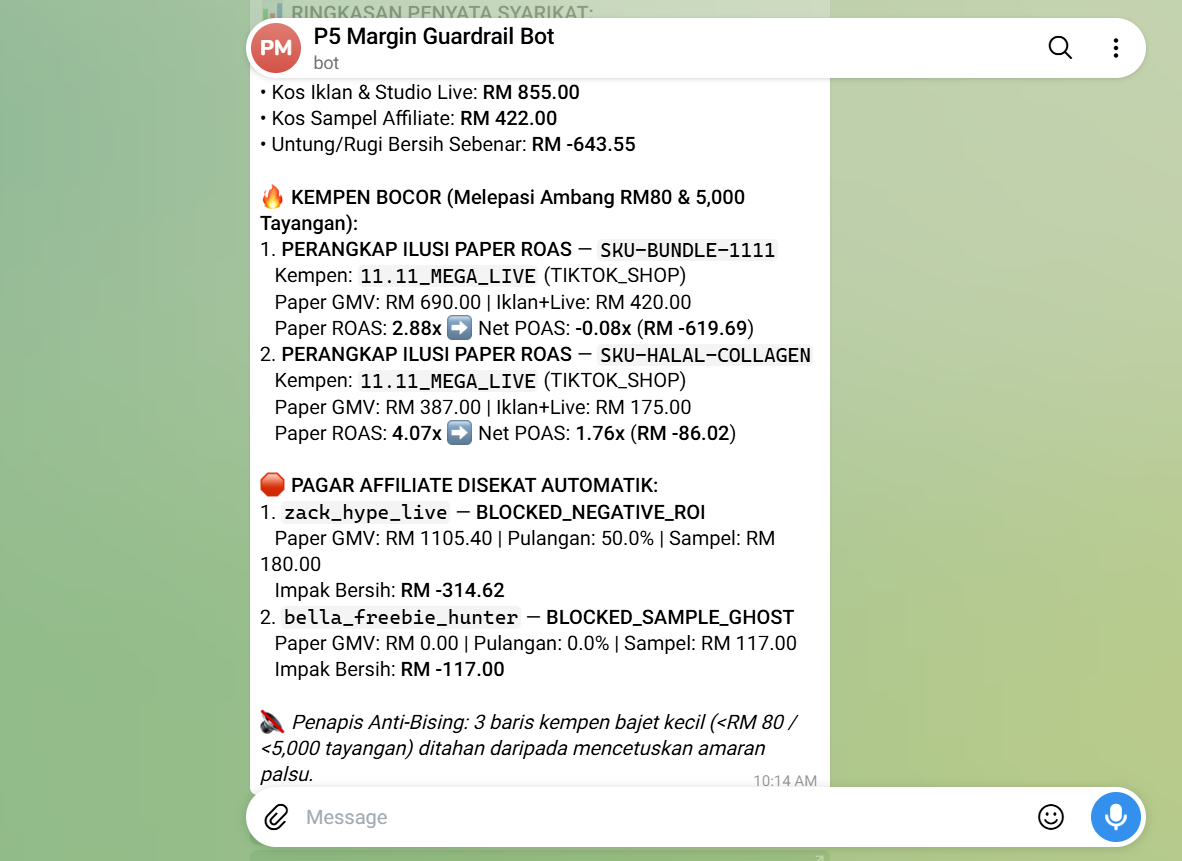 RINGKASAN PENYATA SYARIKAT:
PM
P5 Margin Guardrail Bot
bot
• Kos Iklan & Studio Live: RM 855.00
• Kos Sampel Affiliate: RM 422.00
• Untung/Rugi Bersih Sebenar: RM -643.55
🔥 KEMPEN BOCOR (Melepasi Ambang RM80 & 5,000
Tayangan):
1. PERANGKAP ILUSI PAPER ROAS — SKU-BUNDLE-1111
Kempen: 11.11_MEGA_LIVE (TIKTOK_SHOP)
Paper GMV: RM 690.00 | Iklan+Live: RM 420.00
Paper ROAS: 2.88x ➡️ Net POAS: -0.08x (RM -619.69)
2. PERANGKAP ILUSI PAPER ROAS — SKU-HALAL-COLLAGEN
Kempen: 11.11_MEGA_LIVE (TIKTOK_SHOP)
Paper GMV: RM 387.00 | Iklan+Live: RM 175.00
Paper ROAS: 4.07x ➡️ Net POAS: 1.76x (RM -86.02)
🛑 PAGAR AFFILIATE DISEKAT AUTOMATIK:
1. zack_hype_live — BLOCKED_NEGATIVE_ROI
Paper GMV: RM 1105.40 | Pulangan: 50.0% | Sampel: RM
180.00
Impak Bersih: RM -314.62
2. bella_freebie_hunter — BLOCKED_SAMPLE_GHOST
Paper GMV: RM 0.00 | Pulangan: 0.0% | Sampel: RM 117.00
Impak Bersih: RM -117.00
🔇 Penapis Anti-Bising: 3 baris kempen bajet kecil (<RM 80 /
<5,000 tayangan) ditahan daripada mencetuskan amaran
palsu.
10:14 AM
Message